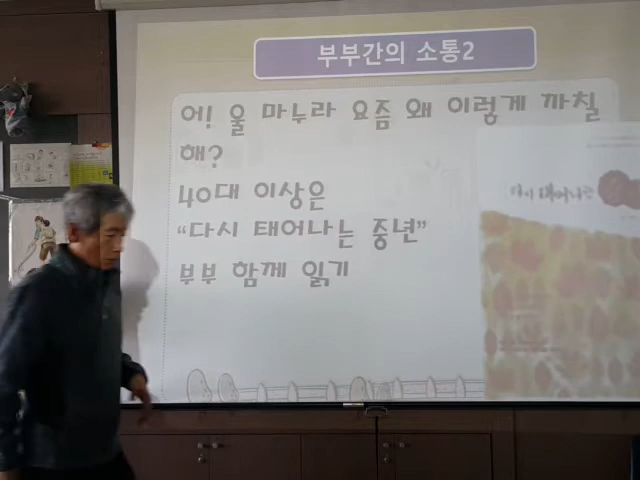 부부간의 소통2
어! 울 마누라 요즘 왜 이렇게 까칠
해?
40대 이상은
“다시 태어나는 중년”
부부 함께 읽기
다시 태어나는